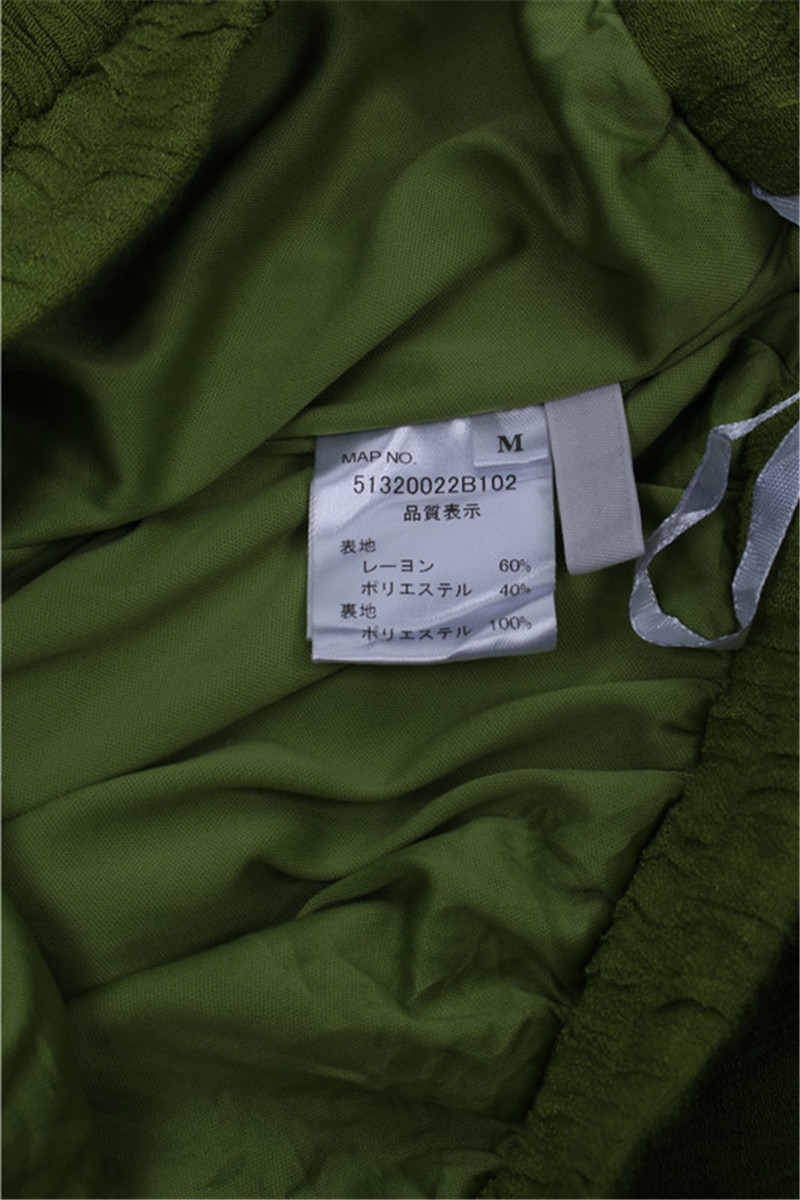 M
MAP NO.
51320022B102
品質表示
表地
レーヨン 60%
ポリエステル 40%
裏地
ポリエステル 100%